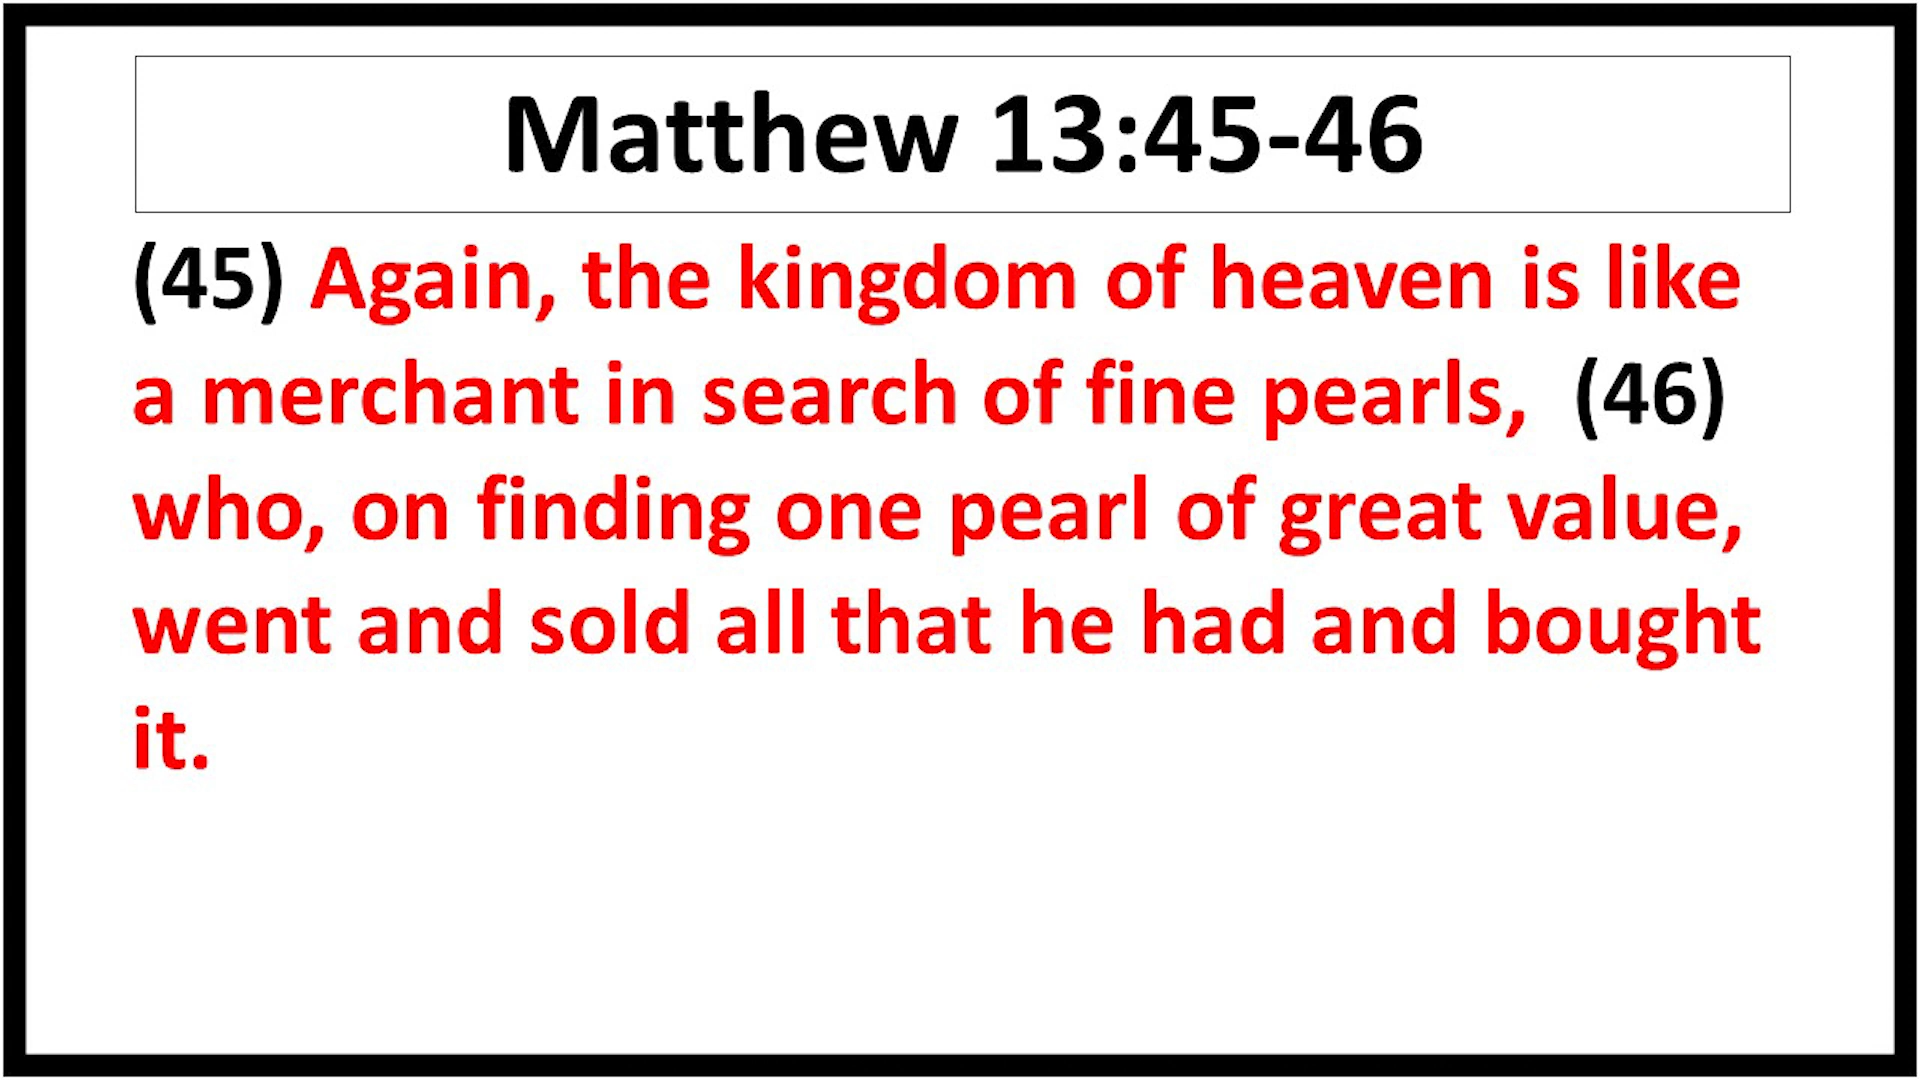 Matthew 13:45-46
(45) Again, the kingdom of heaven is like
a merchant in search of fine pearls,  (46)
who, on finding one pearl of great value,
went and sold all that he had and bought
it.